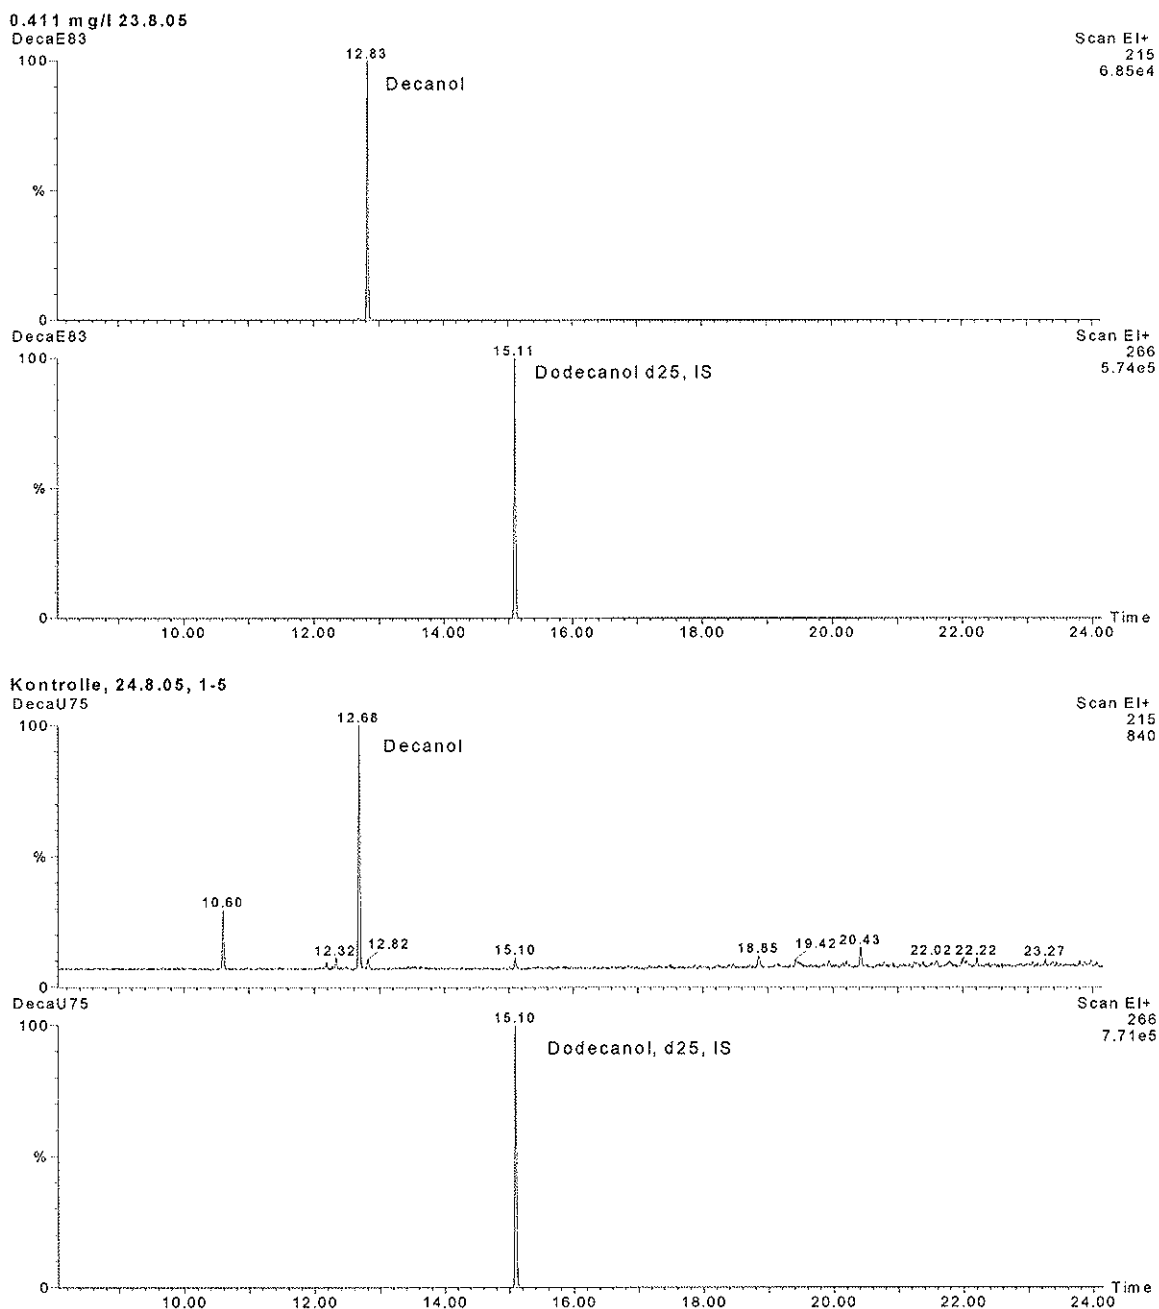 0.411 mg/l 23.8.05
DecaE83
Scan EI+
215
6.85e4
100
12.83
Decanol
%
0
DecaE83
Scan EI+
266
5.74e5
100
15.11
Dodecanol d25, IS
%
0
Time
10.00 12.00 14.00 16.00 18.00 20.00 22.00 24.00
Kontrolle, 24.8.05, 1-5
DecaU75
Scan EI+
215
840
100
12.68
Decanol
%
10.60
12.32
12.82
15.10
18.85
19.42
20.43
22.02
22.22
23.27
0
DecaU75
Scan EI+
266
7.71e5
100
15.10
Dodecanol, d25, IS
%
0
Time
10.00 12.00 14.00 16.00 18.00 20.00 22.00 24.00